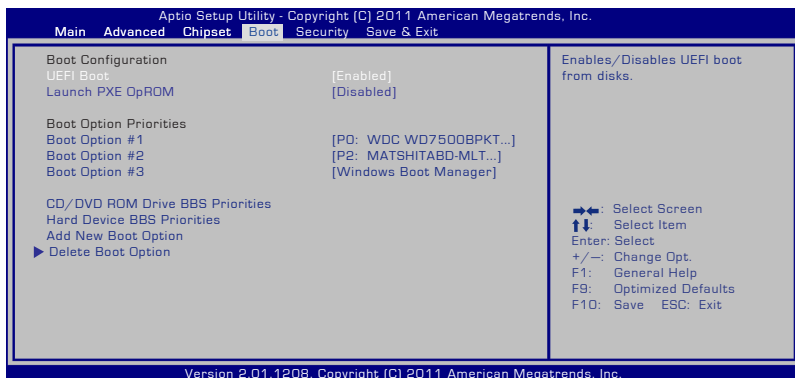 Aptio Setup Utility - Copyright (C) 2011 American Megatrends, Inc.
Main Advanced Chipset Boot Security Save & Exit
Boot Configuration
UEFI Boot [Enabled]
Launch PXE OpROM [Disabled]
Boot Option Priorities
Boot Option #1 [P0: WDC WD7500BPKT...]
Boot Option #2 [P2: MATSHITABD-MLT...]
Boot Option #3 [Windows Boot Manager]
CD/DVD ROM Drive BBS Priorities
Hard Device BBS Priorities
Add New Boot Option
Delete Boot Option
Enables/Disables UEFI boot
from disks.
→←: Select Screen
↑↓: Select Item
Enter: Select
+/—: Change Opt.
F1: General Help
F9: Optimized Defaults
F10: Save ESC: Exit
Version 2.01.1208. Copyright (C) 2011 American Megatrends, Inc.